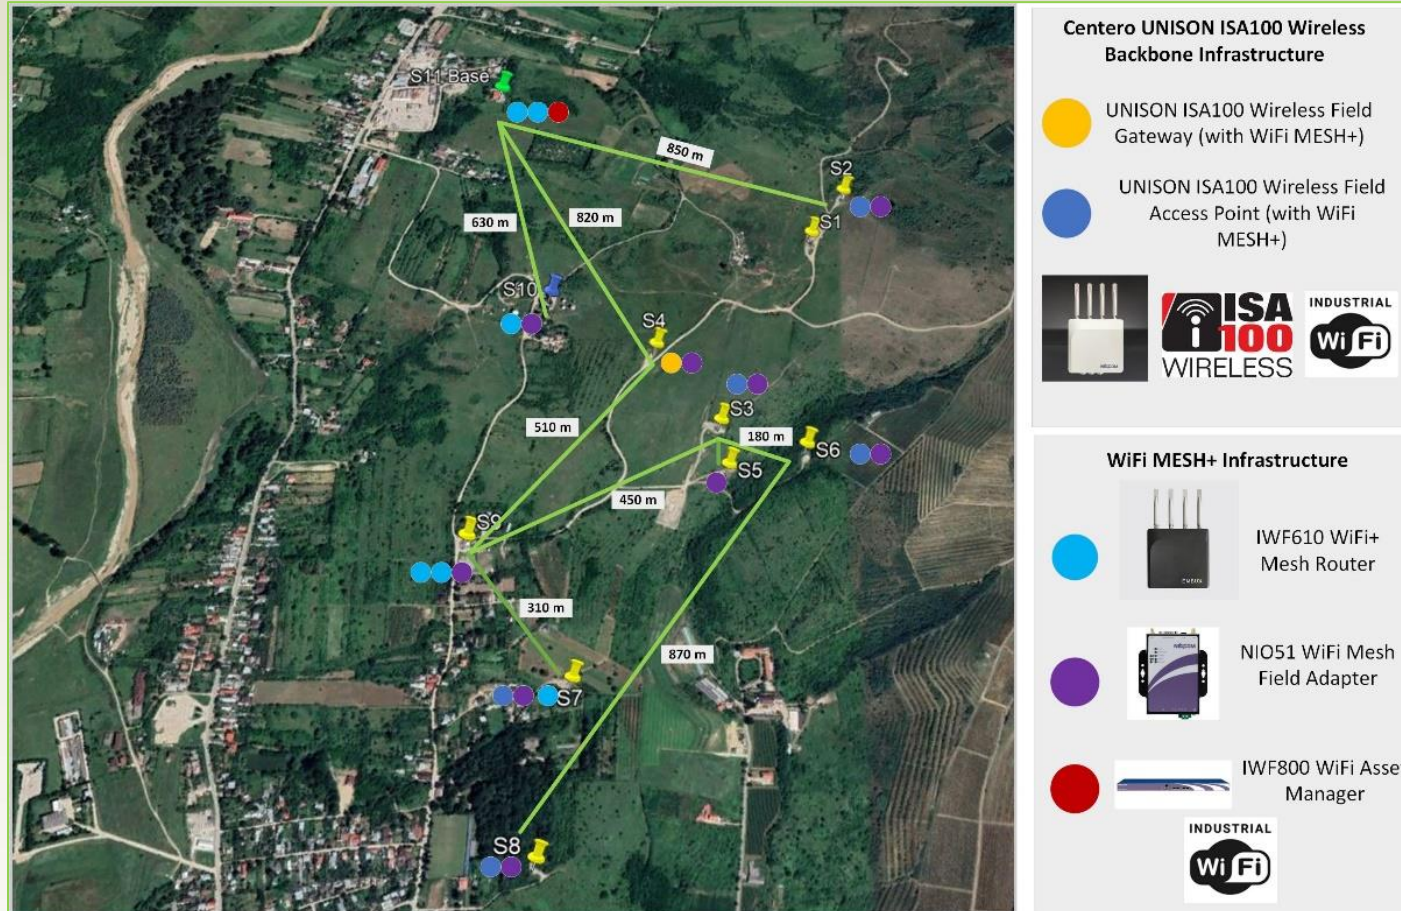 S11 Base
850 m
S2
S1
630 m
820 m
S10
S4
S3
510 m
180 m
S6
S5
450 m
S9
310 m
870 m
S7
S8
Centero UNISON ISA100 Wireless
Backbone Infrastructure
UNISON ISA100 Wireless Field
Gateway (with WiFi MESH+)
UNISON ISA100 Wireless Field
Access Point (with WiFi
MESH+)
ISA
100
WIRELESS
INDUSTRIAL
Wi Fi
WiFi MESH+ Infrastructure
IWF610 WiFi+
Mesh Router
NIO51 WiFi Mesh
Field Adapter
IWF800 WiFi Asse
Manager
INDUSTRIAL
Wi Fi